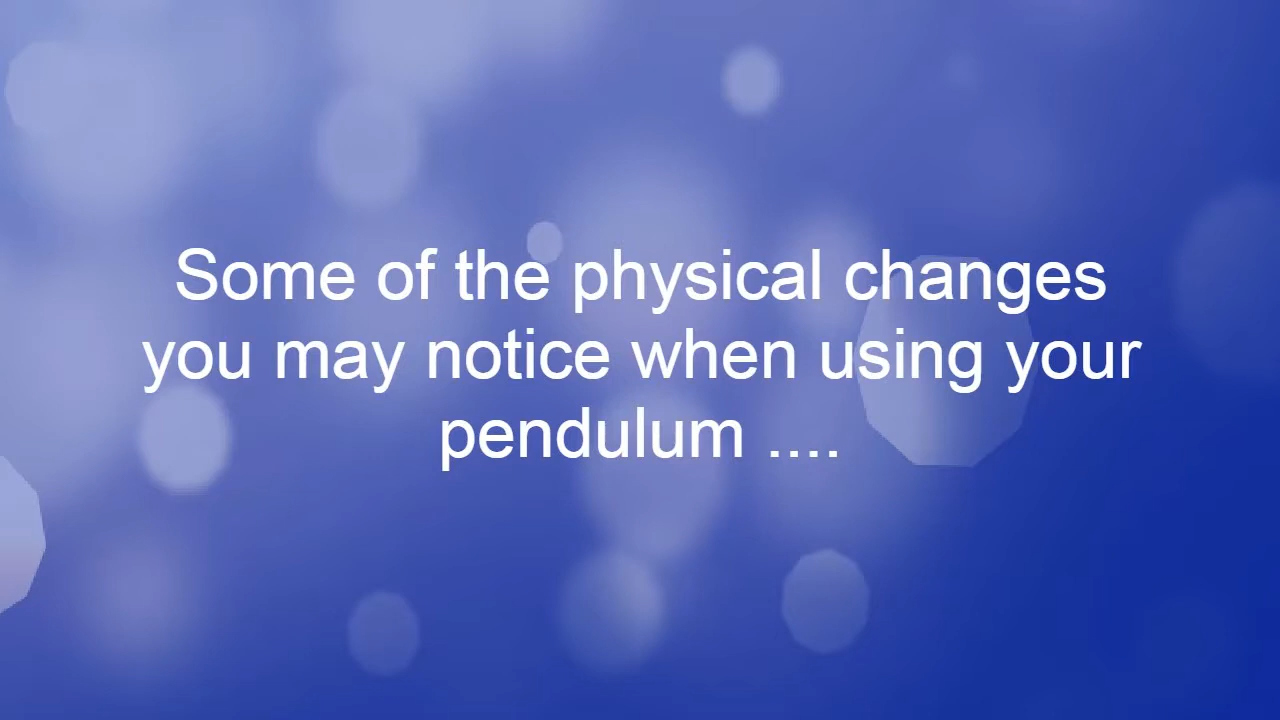 Some of the physical changes
you may notice when using your
pendulum ....